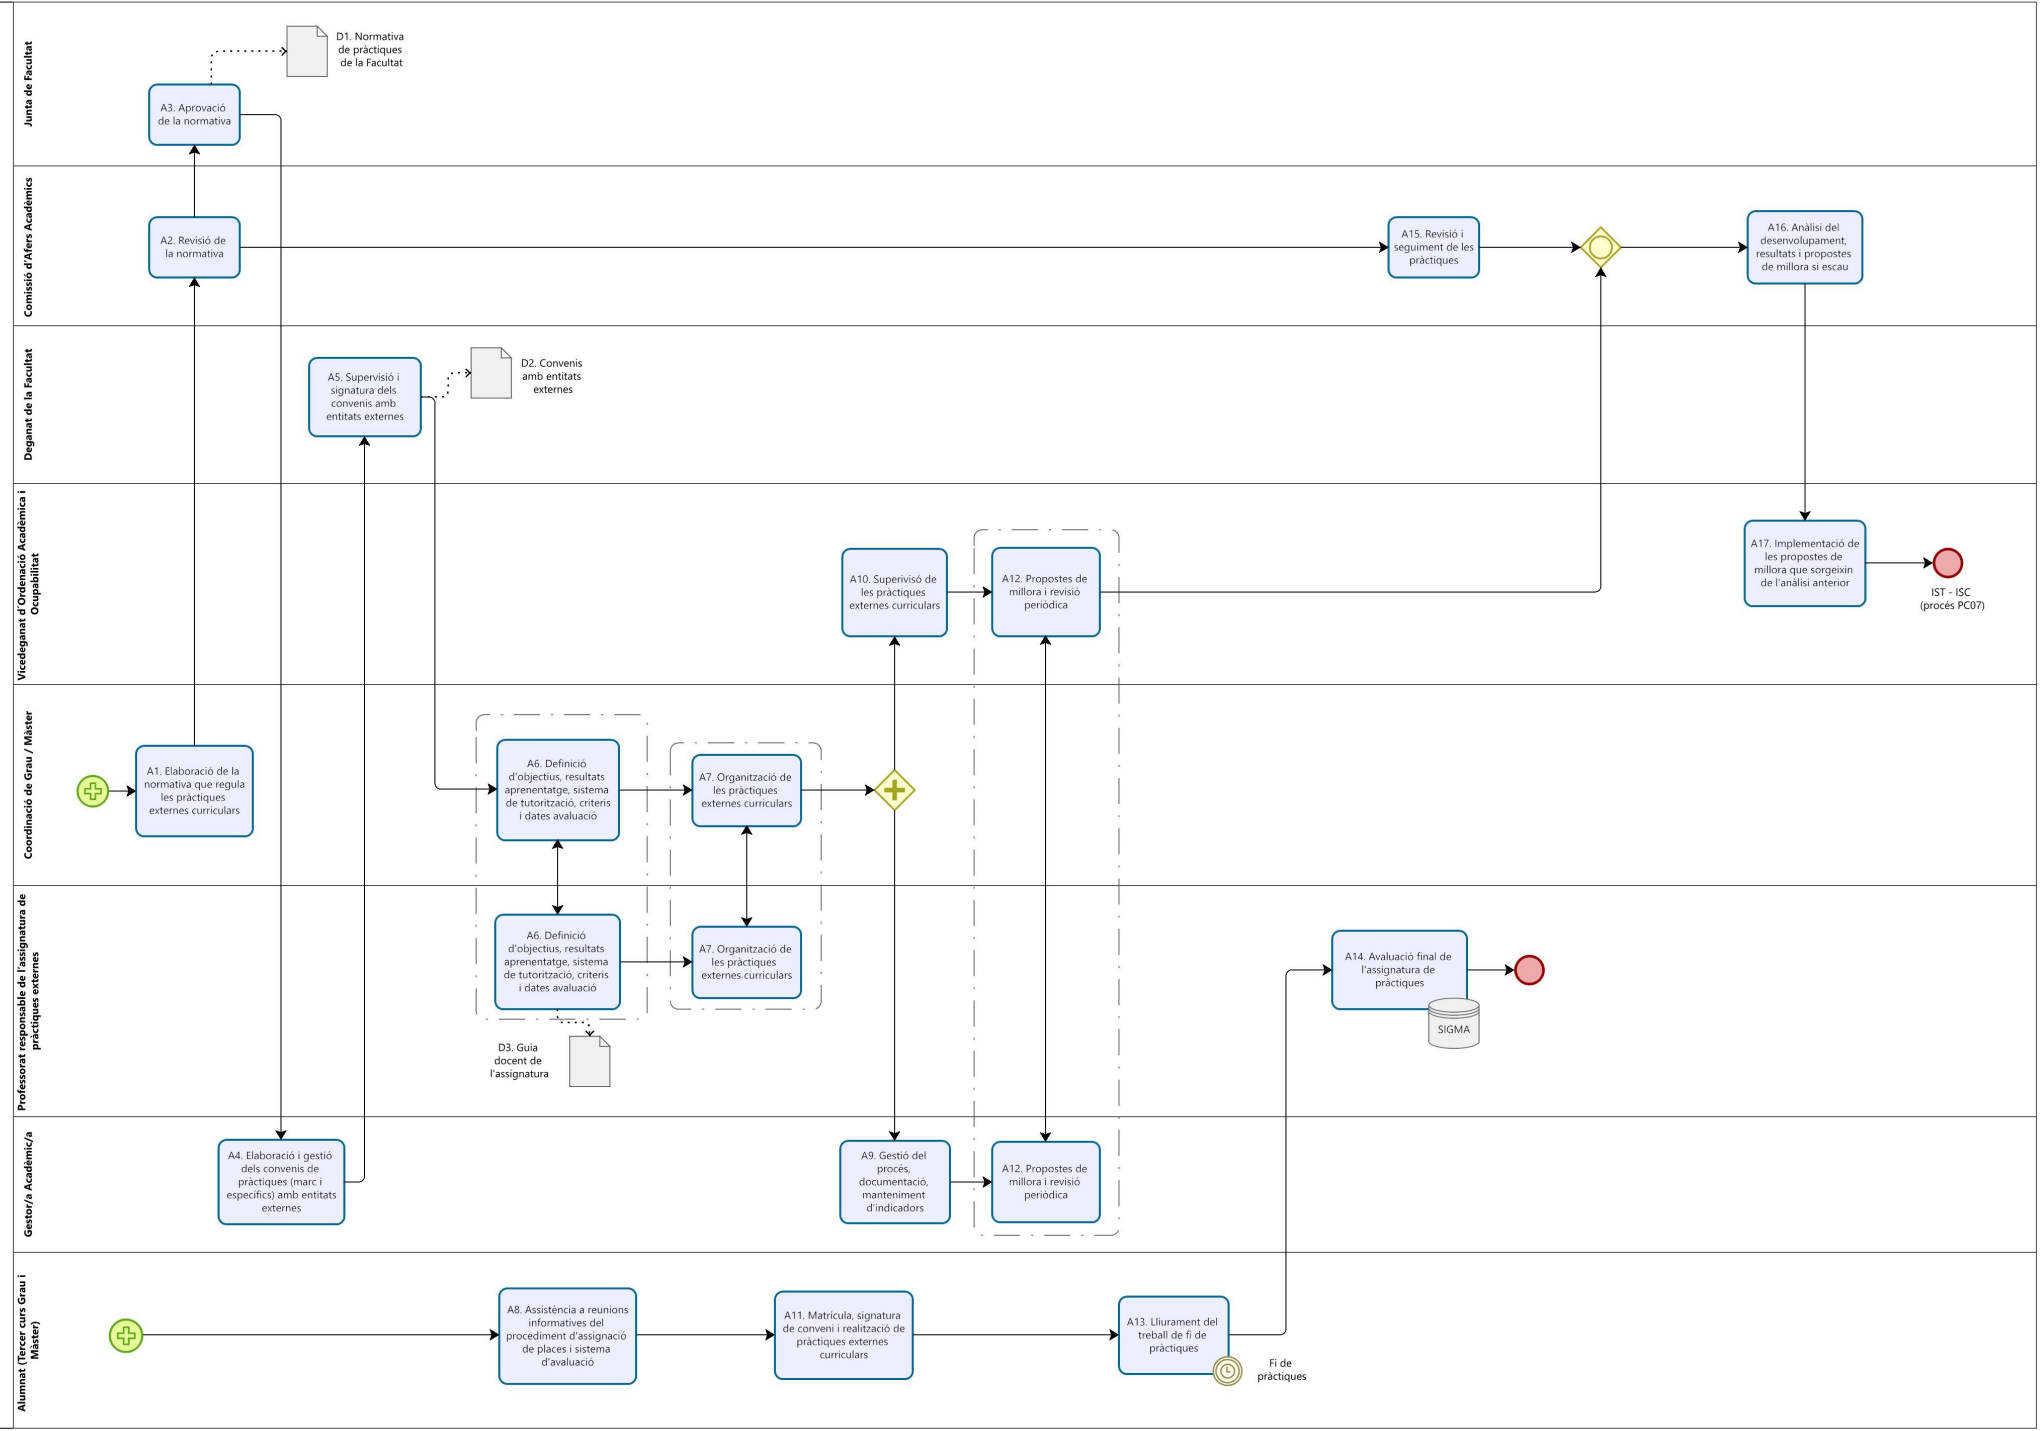 Junta de Facultat
D1. Normativa
de pràctiques
de la Facultat
A3. Aprovació
de la normativa
Comissió d'Afers Acadèmics
A2. Revisió de
la normativa
A15. Revisió i
seguiment de les
pràctiques
A16. Anàlisi del
desenvolupament,
resultats i propostes
de millora si escau
Deganat de la Facultat
A5. Supervisió i
signatura dels
convenis amb
entitats externes
D2. Convenis
amb entitats
externes
Vicedeganat d'Ordenació Acadèmica i
Ocupabilitat
A10. Supervisó de
les pràctiques
externes curriculars
A12. Propostes de
millora i revisió
periòdica
A17. Implementació de
les propostes de
millora que sorgeixin
de l'anàlisi anterior
IST - ISC
(procés PC07)
Coordinació de Grau / Màster
A1. Elaboració de la
normativa que regula
les pràctiques
externes curriculars
A6. Definició
d'objectius, resultats
aprenentatge, sistema
de tutorització, criteris
i dates avaluació
A7. Organització de
les pràctiques
externes curriculars
Professorat responsable de l'assignatura de
pràctiques externes
A6. Definició
d'objectius, resultats
aprenentatge, sistema
de tutorització, criteris
i dates avaluació
A7. Organització de
les pràctiques
externes curriculars
D3. Guia
docent de
l'assignatura
A14. Avaluació final de
l'assignatura de
pràctiques
SIGMA
Gestor/a Acadèmic/a
A4. Elaboració i gestió
dels convenis de
pràctiques (marc i
específics) amb entitats
externes
A9. Gestió del
procés,
documentació,
manteniment
d'indicadors
A12. Propostes de
millora i revisió
periòdica
Alumnat (Tercer curs Grau i
Màster)
A8. Assistència a reunions
informatives del
procediment d'assignació
de places i sistema
d'avaluació
A11. Matrícula, signatura
de conveni i realització de
pràctiques externes
curriculars
A13. Lliurament del
treball de fi de
pràctiques
Fi de
pràctiques